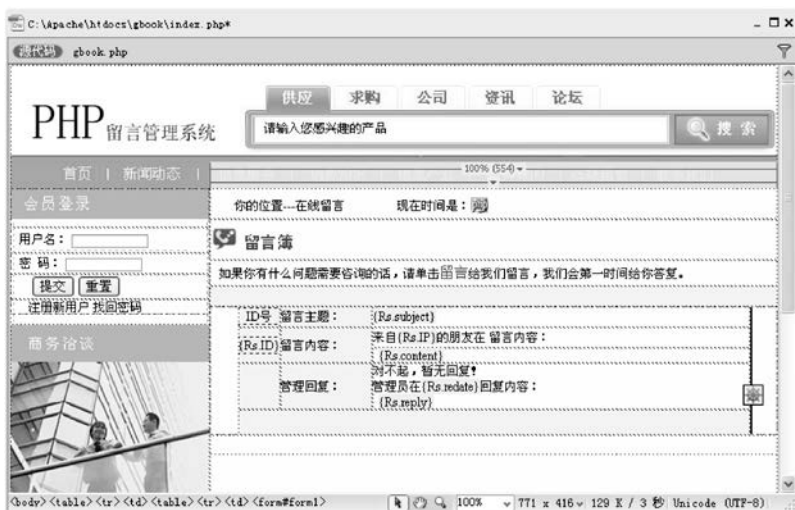 C:\Apache\htdocs\gbook\index.php*
源代码 gbook.php
供应 求购 公司 资讯 论坛
PHP留言管理系统
请输入您感兴趣的产品
搜 索
首页 | 新闻动态 |
100% (554)
会员登录
你的位置---在线留言 现在时间是：
用户名：
留言簿
密 码：
如果你有什么问题需要咨询的话，请单击留言给我们留言，我们会第一时间给你答复。
提交 重置
注册新用户 找回密码
ID号 留言主题： {Rs.subject}
商务洽谈
{Rs.ID} 留言内容： 来自{Rs.IP}的朋友在 留言内容：
{Rs.content}
对不起，暂无回复！
管理回复： 管理员在{Rs.redate}回复内容：
{Rs.reply}
<body> <table> <tr> <td> <table> <tr> <td> <form#form1>
100% 771 x 416 129 K / 3 秒 Unicode (UTF-8)